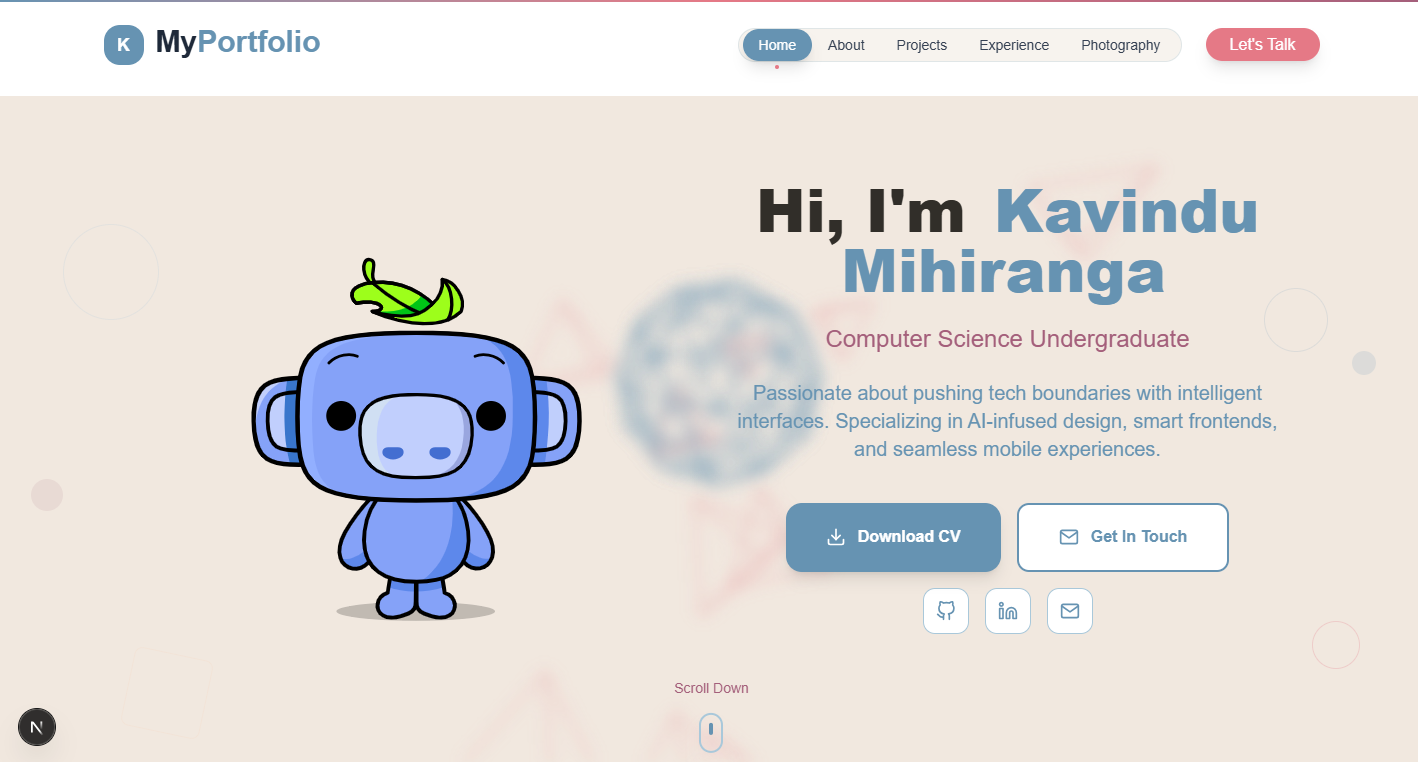 K MyPortfolio
Home About Projects Experience Photography Let's Talk
Hi, I'm Kavindu
Mihiranga
Computer Science Undergraduate
Passionate about pushing tech boundaries with intelligent
interfaces. Specializing in AI-infused design, smart frontends,
and seamless mobile experiences.
Download CV Get In Touch
in
Scroll Down
N